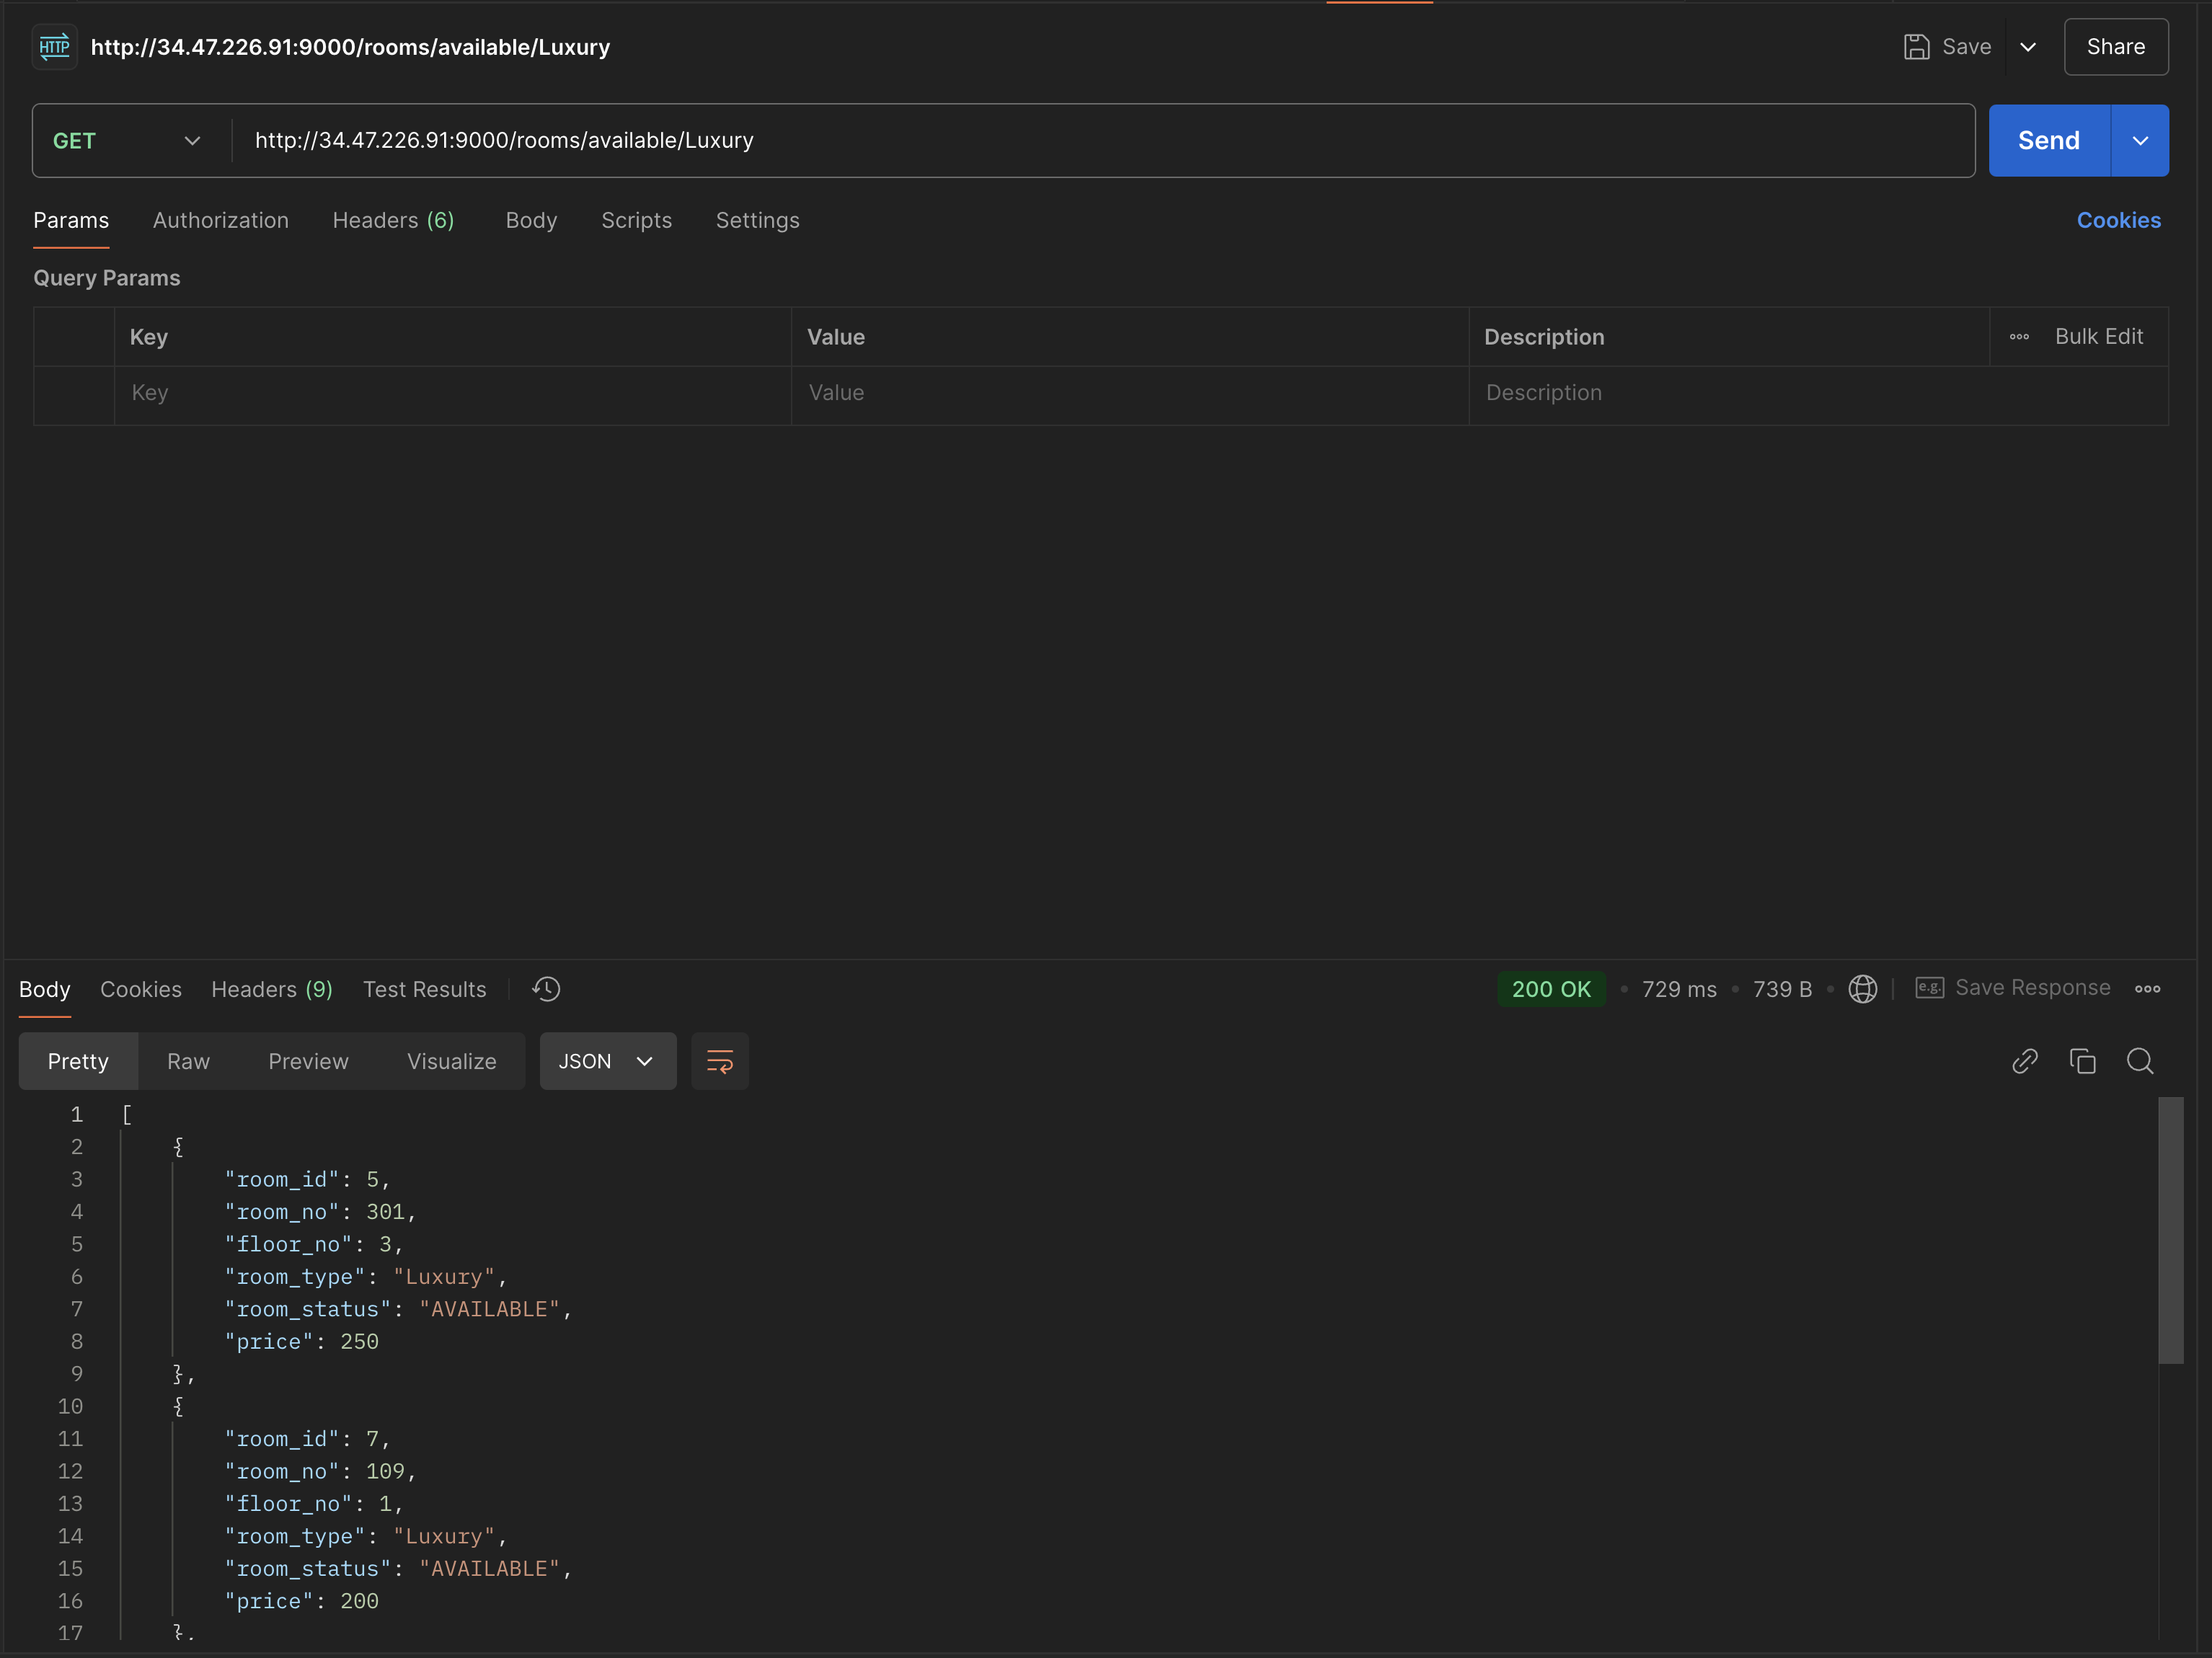 HTTP http://34.47.226.91:9000/rooms/available/Luxury Save Share
GET http://34.47.226.91:9000/rooms/available/Luxury Send
Params Authorization Headers (6) Body Scripts Settings Cookies
Query Params
Key Value Description Bulk Edit
Key Value Description
Body Cookies Headers (9) Test Results 200 OK • 729 ms • 739 B • e.g. Save Response
Pretty Raw Preview Visualize JSON
1 [
2 {
3 "room_id": 5,
4 "room_no": 301,
5 "floor_no": 3,
6 "room_type": "Luxury",
7 "room_status": "AVAILABLE",
8 "price": 250
9 },
10 {
11 "room_id": 7,
12 "room_no": 109,
13 "floor_no": 1,
14 "room_type": "Luxury",
15 "room_status": "AVAILABLE",
16 "price": 200
17 },